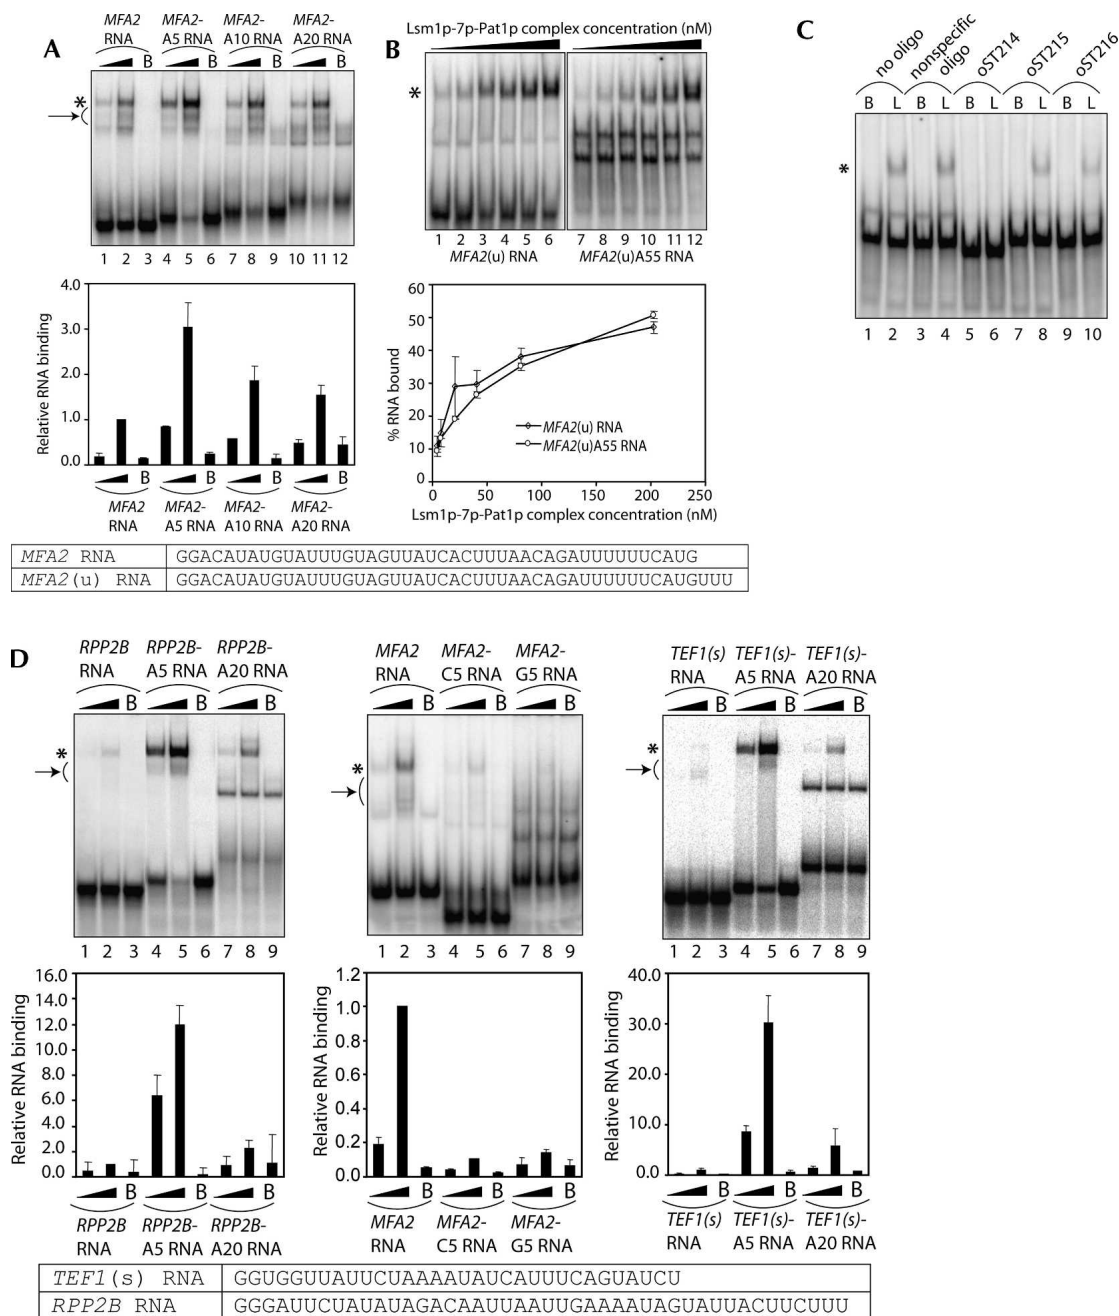 A
MFA2 RNA
MFA2-A5 RNA
MFA2-A10 RNA
MFA2-A20 RNA
B B B B
*
1 2 3 4 5 6 7 8 9 10 11 12
Relative RNA binding
4.0
3.0
2.0
1.0
0.0
B B B B
MFA2 RNA
MFA2-A5 RNA
MFA2-A10 RNA
MFA2-A20 RNA
B
Lsm1p-7p-Pat1p complex concentration (nM)
*
1 2 3 4 5 6 7 8 9 10 11 12
MFA2(u) RNA MFA2(u)A55 RNA
% RNA bound
60
50
40
30
20
10
0
MFA2(u) RNA
MFA2(u)A55 RNA
0 50 100 150 200 250
Lsm1p-7p-Pat1p complex concentration (nM)
C
no oligo
nonspecific oligo
oST214
oST215
oST216
B L B L B L B L B L
*
1 2 3 4 5 6 7 8 9 10
MFA2 RNA GGACAUAUGUAUUUGUAGUUAUCACUUUAACAGAUUUUUUCAUG
MFA2(u) RNA GGACAUAUGUAUUUGUAGUUAUCACUUUAACAGAUUUUUUCAUGUUU
D
RPP2B RNA
RPP2B-A5 RNA
RPP2B-A20 RNA
B B B
*
1 2 3 4 5 6 7 8 9
Relative RNA binding
16.0
14.0
12.0
10.0
8.0
6.0
4.0
2.0
0.0
B B B
RPP2B RNA
RPP2B-A5 RNA
RPP2B-A20 RNA
MFA2 RNA
MFA2-C5 RNA
MFA2-G5 RNA
B B B
*
1 2 3 4 5 6 7 8 9
Relative RNA binding
1.2
1.0
0.8
0.6
0.4
0.2
0.0
B B B
MFA2 RNA
MFA2-C5 RNA
MFA2-G5 RNA
TEF1(s) RNA
TEF1(s)-A5 RNA
TEF1(s)-A20 RNA
B B B
*
1 2 3 4 5 6 7 8 9
Relative RNA binding
40.0
30.0
20.0
10.0
0.0
B B B
TEF1(s) RNA
TEF1(s)-A5 RNA
TEF1(s)-A20 RNA
TEF1(s) RNA GGUGGUUAUUCUAAAAUAUCAUUUCAGUAUCU
RPP2B RNA GGGAUUCUAUAUAGACAAUUAAUUGAAAAUAGUAUUACUUCUUU